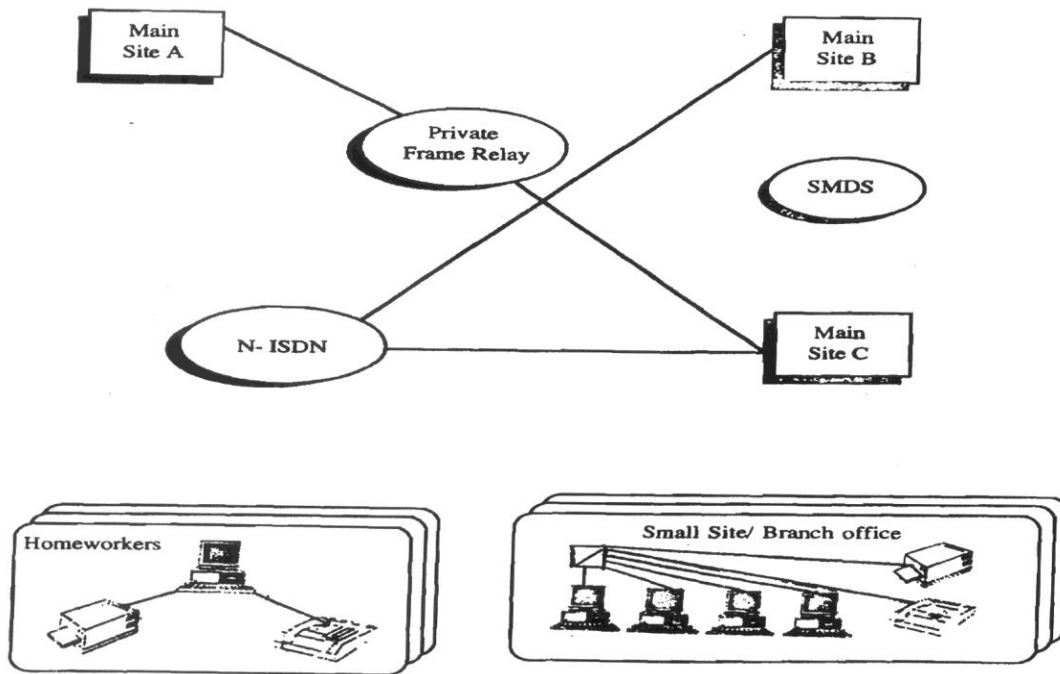 Main
Site A
Main
Site B
Private
Frame Relay
SMDS
N- ISDN
Main
Site C
Homeworkers
Small Site/ Branch office